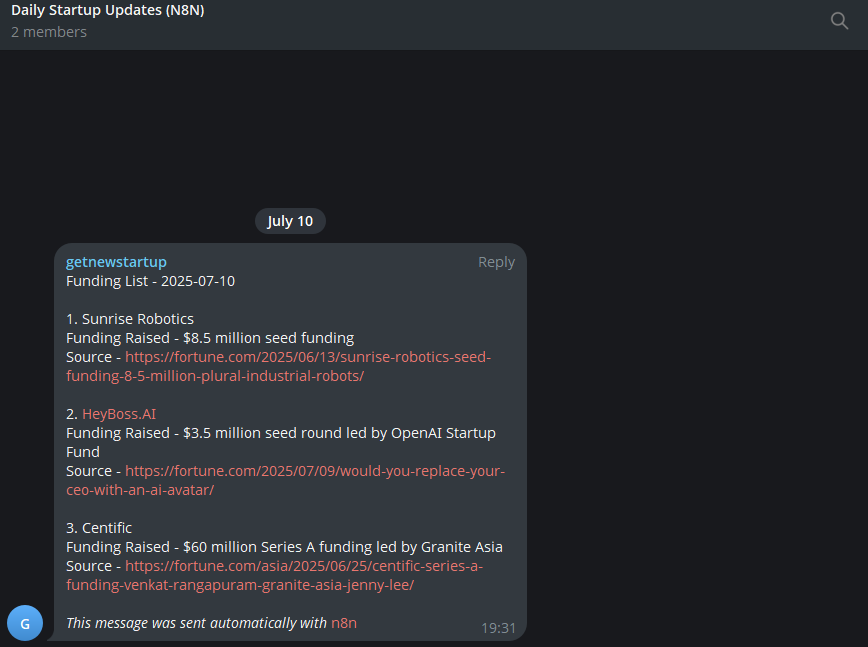 Daily Startup Updates (N8N)
2 members
July 10
getnewstartup Reply
Funding List - 2025-07-10
1. Sunrise Robotics
Funding Raised - $8.5 million seed funding
Source - https://fortune.com/2025/06/13/sunrise-robotics-seed-
funding-8-5-million-plural-industrial-robots/
2. HeyBoss.AI
Funding Raised - $3.5 million seed round led by OpenAI Startup
Fund
Source - https://fortune.com/2025/07/09/would-you-replace-your-
ceo-with-an-ai-avatar/
3. Centific
Funding Raised - $60 million Series A funding led by Granite Asia
Source - https://fortune.com/asia/2025/06/25/centific-series-a-
funding-venkat-rangapuram-granite-asia-jenny-lee/
This message was sent automatically with n8n
19:31
G